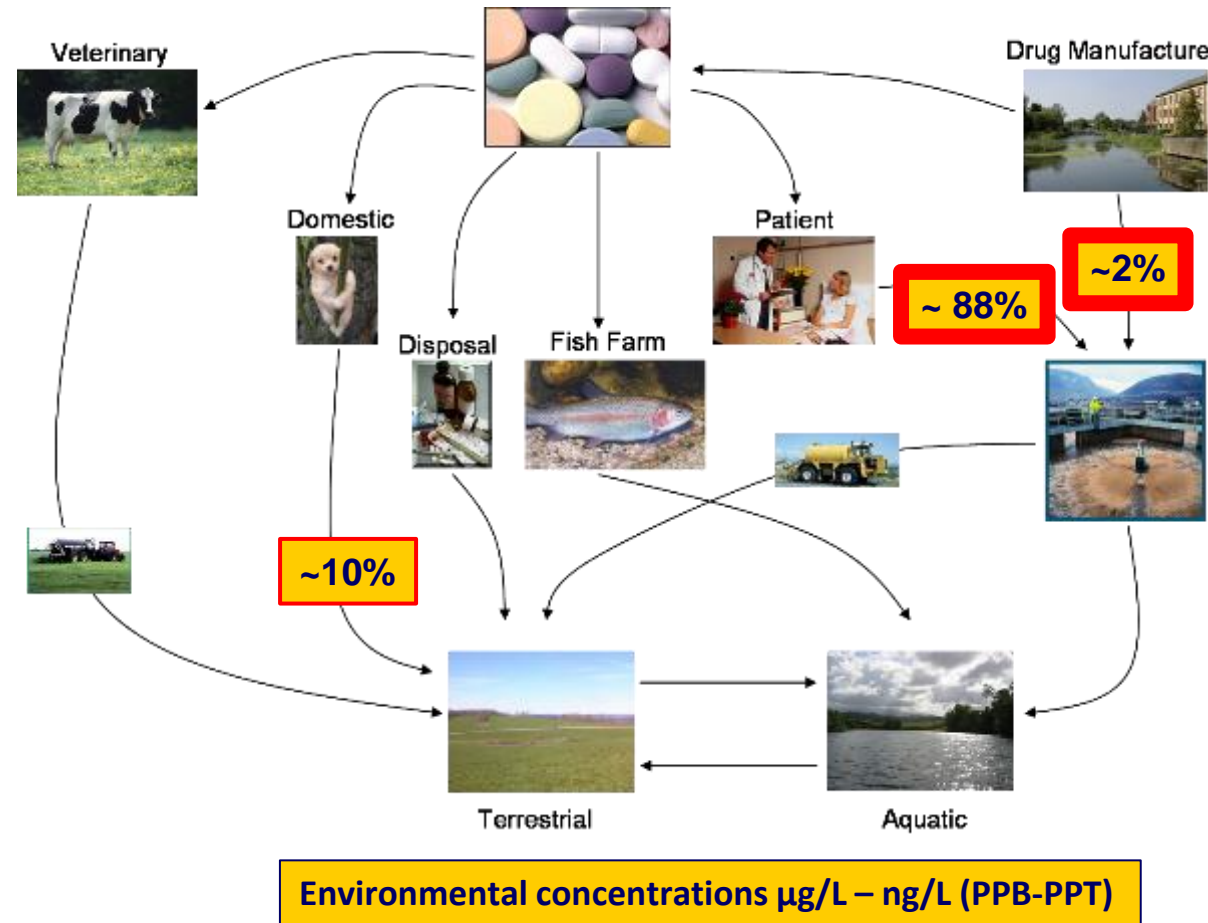 Veterinary
Drug Manufacture
Domestic
Patient
~2%
~ 88%
Disposal
Fish Farm
~10%
Terrestrial
Aquatic
Environmental concentrations µg/L – ng/L (PPB-PPT)